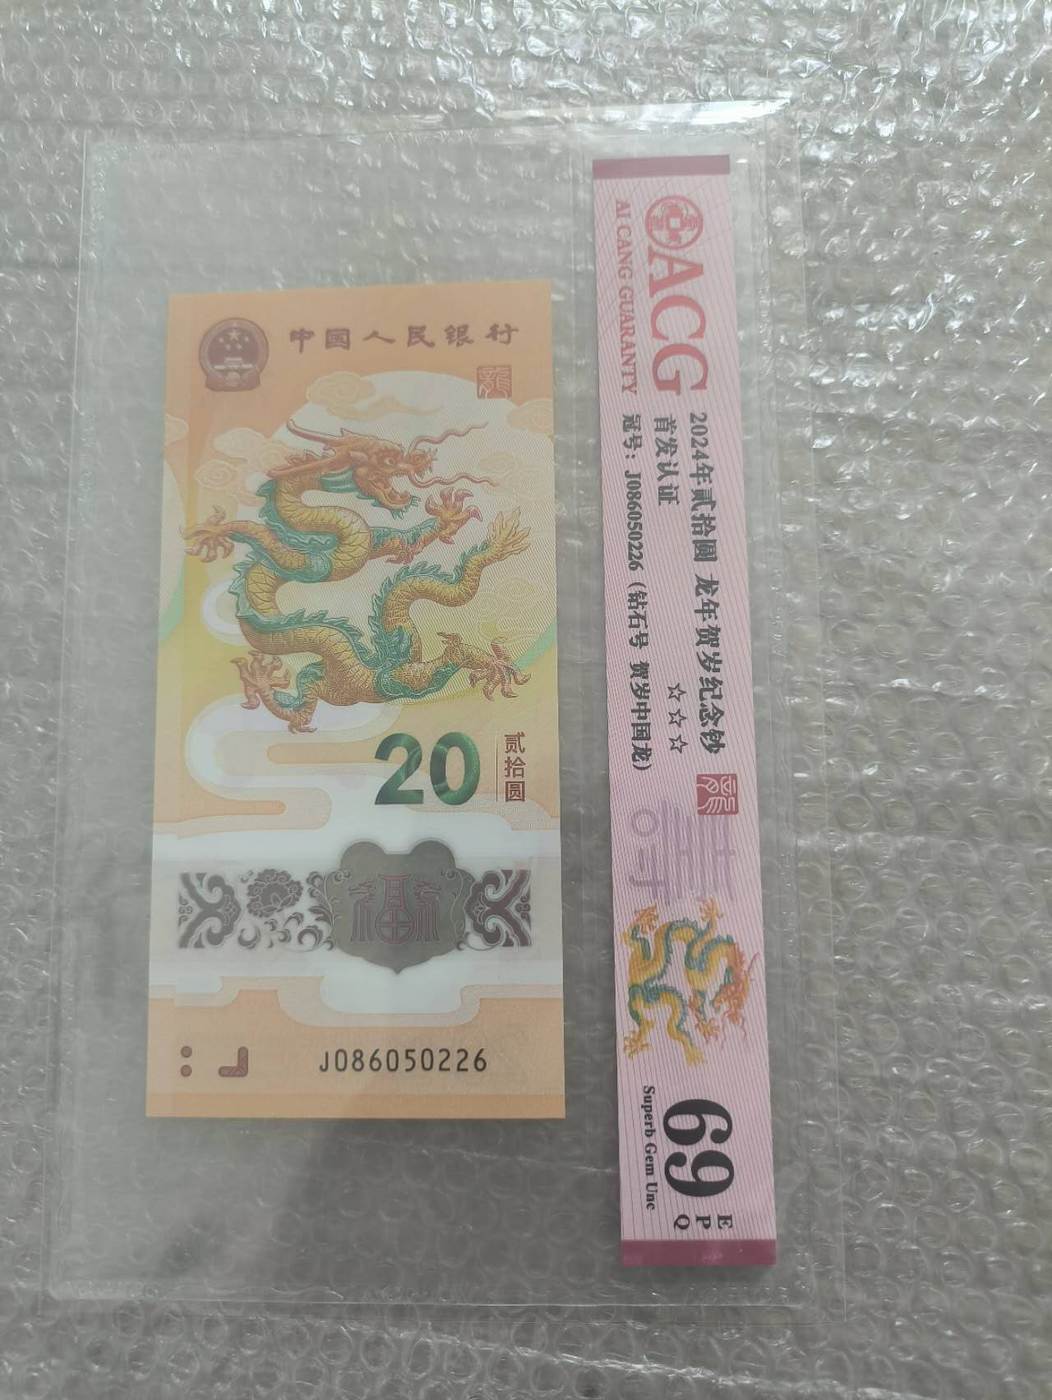 中国人民银行
龍
20
贰拾圆
福
J086050226
ACG
AI CANG GUARANTY
2024年贰拾圆 龙年贺岁纪念钞
首发认证 ☆☆☆
冠号：J086050226（钻石号 贺岁中国龙）
69
E
P
Q
Superb Gem Unc